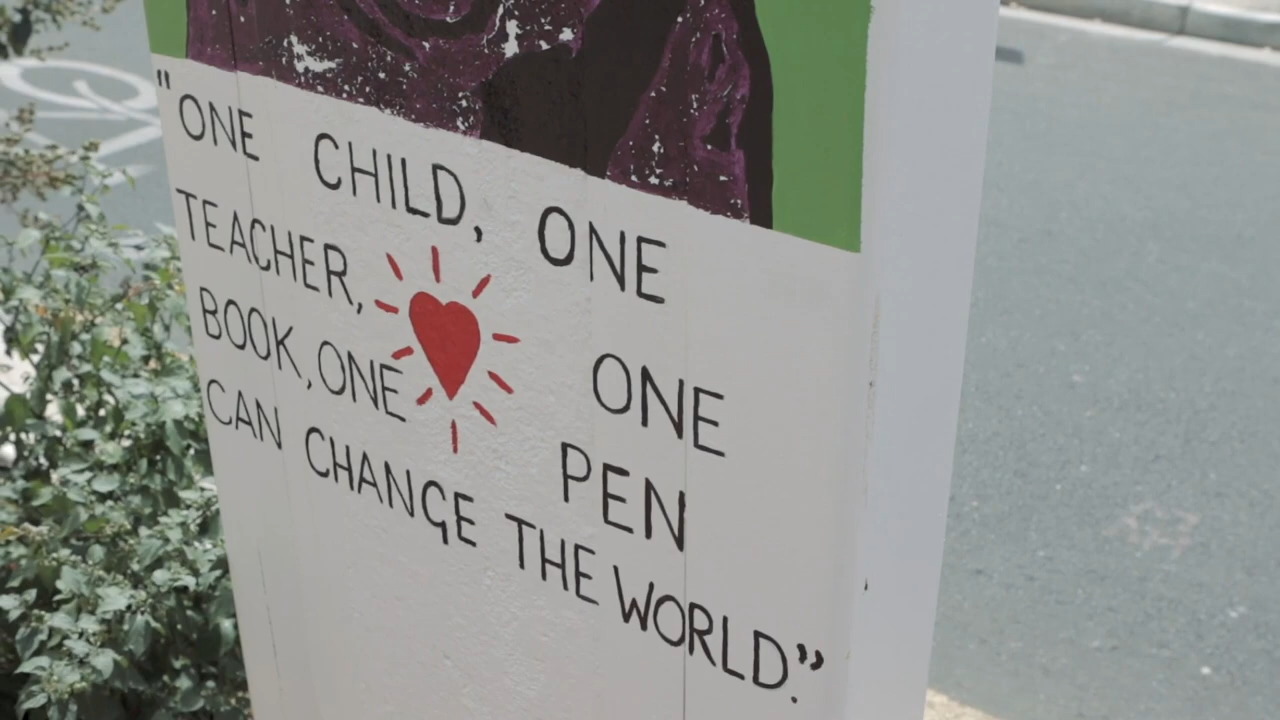 "ONE CHILD, ONE
TEACHER, ONE
BOOK, ONE PEN
CAN CHANGE THE WORLD."